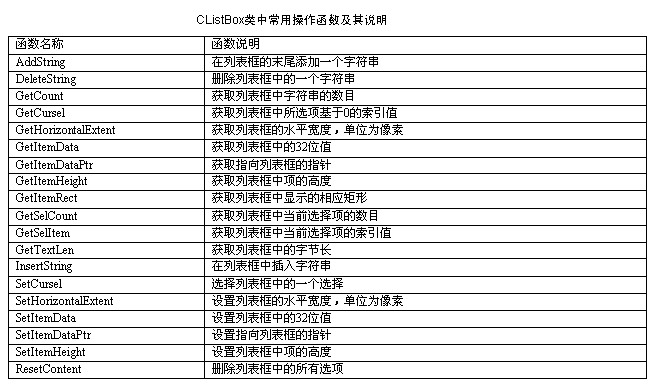 CListBox类中常用操作函数及其说明
函数名称 函数说明
AddString 在列表框的末尾添加一个字符串
DeleteString 删除列表框中的一个字符串
GetCount 获取列表框中字符串的数目
GetCursel 获取列表框中所选项基于0的索引值
GetHorizontalExtent 获取列表框的水平宽度，单位为像素
GetItemData 获取列表框中的32位值
GetItemDataPtr 获取指向列表框的指针
GetItemHeight 获取列表框中项的高度
GetItemRect 获取列表框中显示的相应矩形
GetSelCount 获取列表框中当前选择项的数目
GetSelItem 获取列表框中当前选择项的索引值
GetTextLen 获取列表框中的字节长
InsertString 在列表框中插入字符串
SetCursel 选择列表框中的一个选择
SetHorizontalExtent 设置列表框的水平宽度，单位为像素
SetItemData 设置列表框中的32位值
SetItemDataPtr 设置指向列表框的指针
SetItemHeight 设置列表框中项的高度
ResetContent 删除列表框中的所有选项